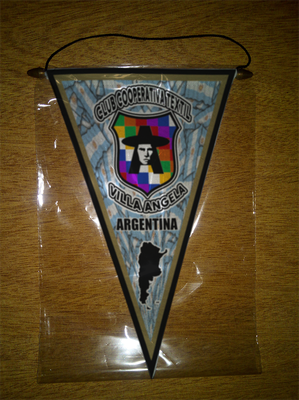 CLUB COOPERATIVA TEXTIL
VILLA ANGELA
ARGENTINA